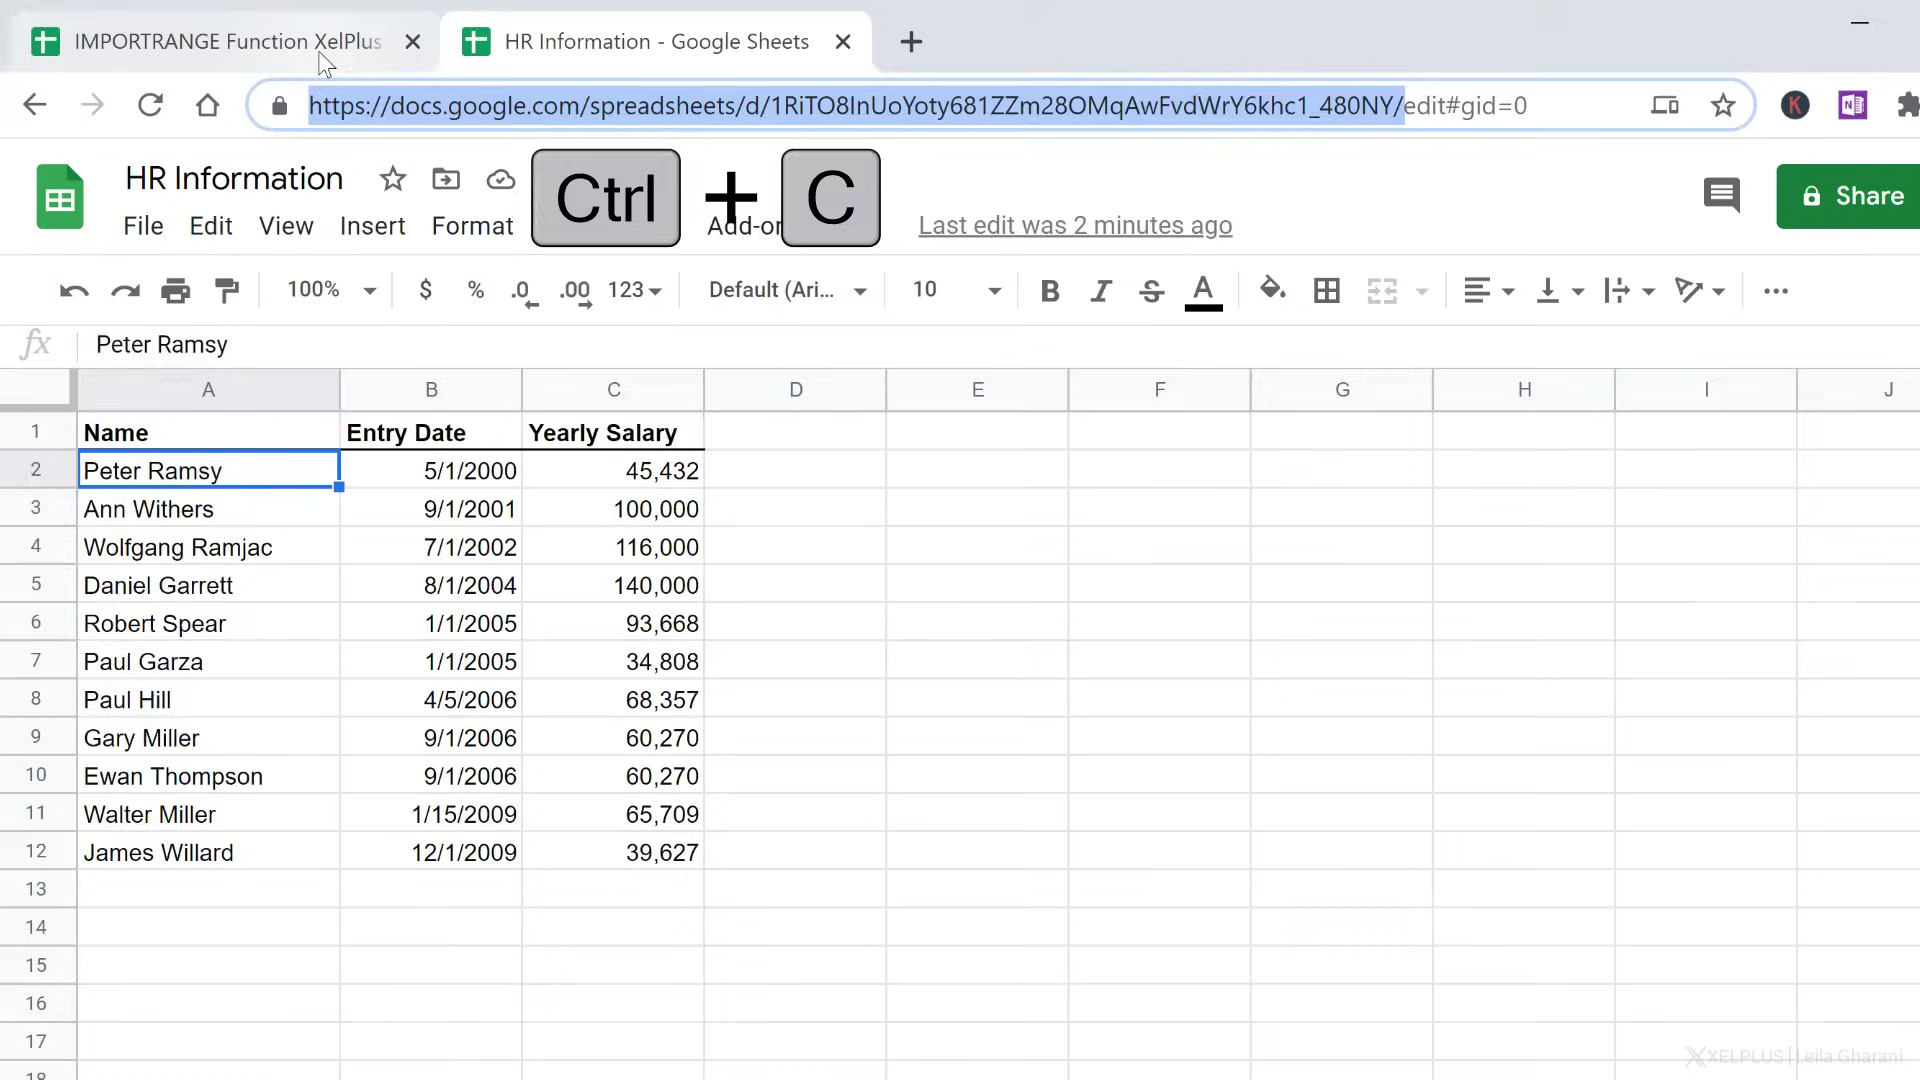 IMPORTRANGE Function XelPlus
HR Information - Google Sheets
https://docs.google.com/spreadsheets/d/1RiTO8InUoYoty681ZZm28OMqAwFvdWrY6khc1_480NY/edit#gid=0
K
N
HR Information
Ctrl + C
Share
File Edit View Insert Format Add-on
Last edit was 2 minutes ago
100% $ % .0 .00 123 Default (Ari... 10 B I S A
fx Peter Ramsy
A B C D E F G H I J
1 Name Entry Date Yearly Salary
2 Peter Ramsy 5/1/2000 45,432
3 Ann Withers 9/1/2001 100,000
4 Wolfgang Ramjac 7/1/2002 116,000
5 Daniel Garrett 8/1/2004 140,000
6 Robert Spear 1/1/2005 93,668
7 Paul Garza 1/1/2005 34,808
8 Paul Hill 4/5/2006 68,357
9 Gary Miller 9/1/2006 60,270
10 Ewan Thompson 9/1/2006 60,270
11 Walter Miller 1/15/2009 65,709
12 James Willard 12/1/2009 39,627
13
14
15
16
17
18
XELPLUS | Leila Gharani